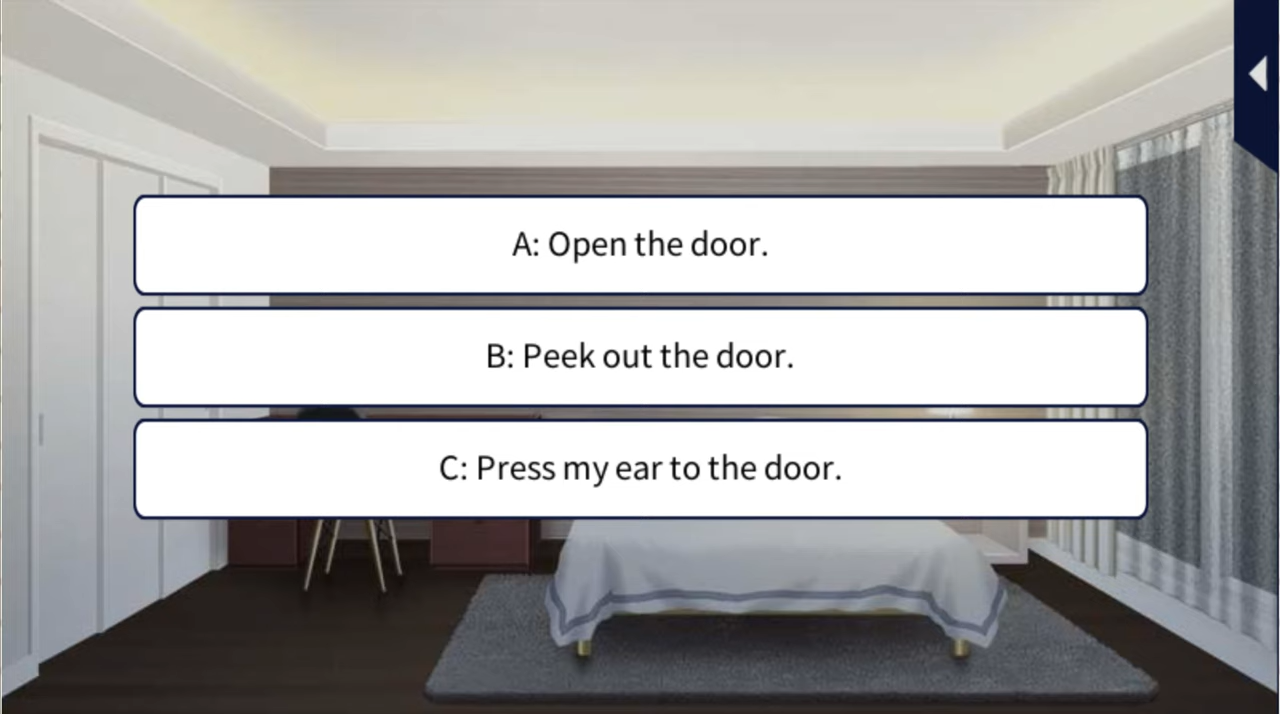 A: Open the door.
B: Peek out the door.
C: Press my ear to the door.